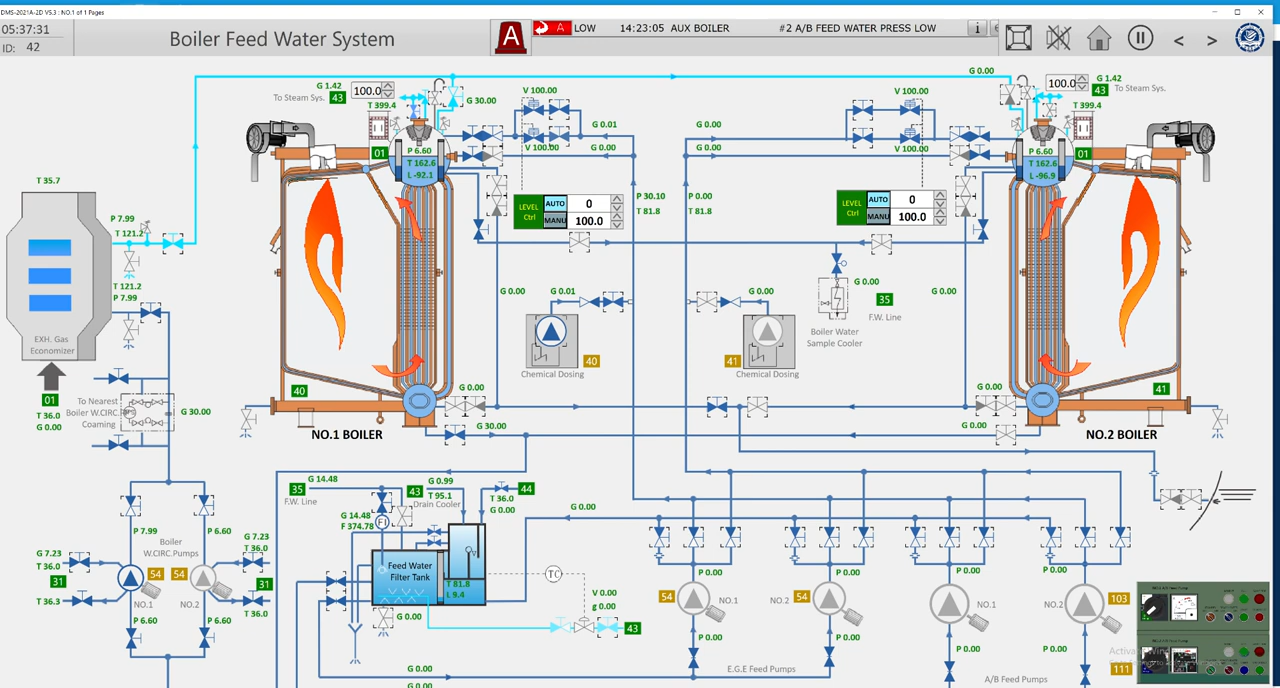 DMS-2021A-2D V5.3 : NO.1 of 1 Pages
05:37:31
ID: 42
Boiler Feed Water System
A
A LOW 14:23:05 AUX BOILER #2 A/B FEED WATER PRESS LOW
i
G 1.42
To Steam Sys. 43
100.0
T 399.4
G 30.00
V 100.00
G 0.01
V 100.00
G 0.00
G 0.00
V 100.00
G 0.00
V 100.00
G 0.00
100.0
G 1.42
43 To Steam Sys.
T 399.4
01
P 6.60
T 162.6
L -92.1
P 6.60
T 162.6
L -96.9
01
T 35.7
P 7.99
T 121.2
T 121.2
P 7.99
LEVEL Ctrl
AUTO 0
MANU 100.0
P 30.10
T 81.8
P 0.00
T 81.8
LEVEL Ctrl
AUTO 0
MANU 100.0
EXH. Gas
Economizer
01
T 36.0
G 0.00
To Nearest
Boiler W.CIRC.
Coaming
G 30.00
G 0.00
G 0.01
40
Chemical Dosing
G 0.00
41
Chemical Dosing
G 0.00
35
F.W. Line
Boiler Water
Sample Cooler
G 0.00
40
NO.1 BOILER
G 0.00
G 30.00
G 0.00
G 0.00
41
NO.2 BOILER
P 7.99
P 6.60
Boiler
W.CIRC.Pumps
G 7.23
T 36.0
31
T 36.3
54
54
NO.1
NO.2
G 7.23
T 36.0
31
T 36.0
P 6.60
P 6.60
35
F.W. Line
G 14.48
G 14.48
F 374.78
FI
43
Drain Cooler
G 0.99
T 95.1
44
T 36.0
G 0.00
G 0.00
Feed Water
Filter Tank
T 81.8
L 9.4
TC
G 0.00
V 0.00
g 0.00
43
G 0.00
G 0.00
P 0.00
54
NO.1
P 0.00
P 0.00
NO.2
54
P 0.00
E.G.E Feed Pumps
P 0.00
NO.1
P 0.00
P 0.00
NO.2
103
P 0.00
A/B Feed Pumps
111